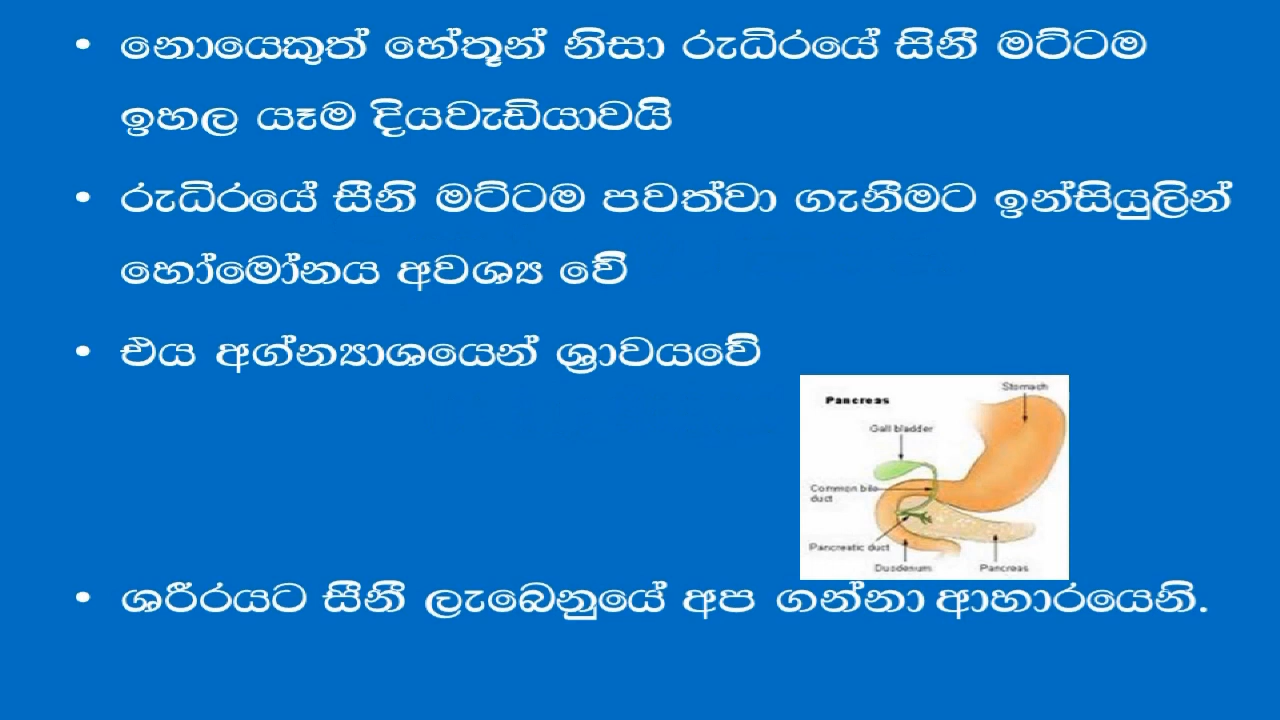 • නොයෙකුත් හේතූන් නිසා රුධිරයේ සිනී මට්ටම
ඉහල යෑම දියවැඩියාවයි
• රුධිරයේ සීනි මට්ටම පවත්වා ගැනීමට ඉන්සියුලින්
හෝමෝනය අවශ්‍ය වේ
• එය අග්න්‍යාශයෙන් ශ්‍රාවයවේ
Stomach
Pancreas
Gall bladder
Common bile
duct
Pancreatic duct
Duodenum
Pancreas
• ශරීරයට සීනී ලැබෙනුයේ අප ගන්නා ආහාරයෙනි.